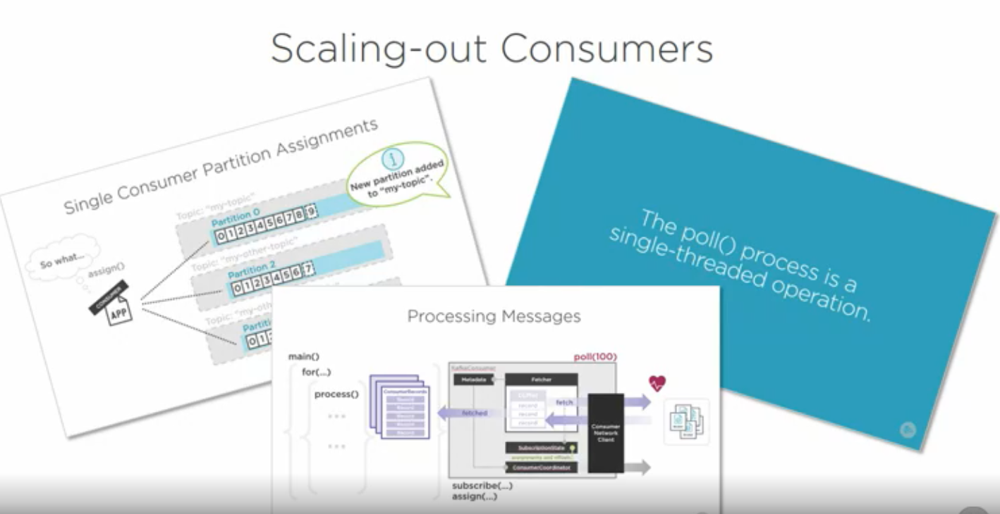 Scaling-out Consumers
Single Consumer Partition Assignments
i
New partition added
to "my-topic".
Topic: "my-topic"
Partition 0
0 1 2 3 4 5 6 7 8 9
So what...
assign()
CONSUMER
APP
Topic: "my-other-topic"
Partition 2
0 1 2 3 4 5 6 7
Topic: "my-oth
Partiti
0 1 2
The poll() process is a
single-threaded operation.
Processing Messages
main()
for(...)
process()
...
...
ConsumerRecords
Record
Record
Record
Record
Record
fetched
poll(100)
KafkaConsumer
Metadata
Fetcher
record
record
record
fetch
SubscriptionState
assignments and offsets
ConsumerCoordinator
Consumer
Network
Client
subscribe(...)
assign(...)